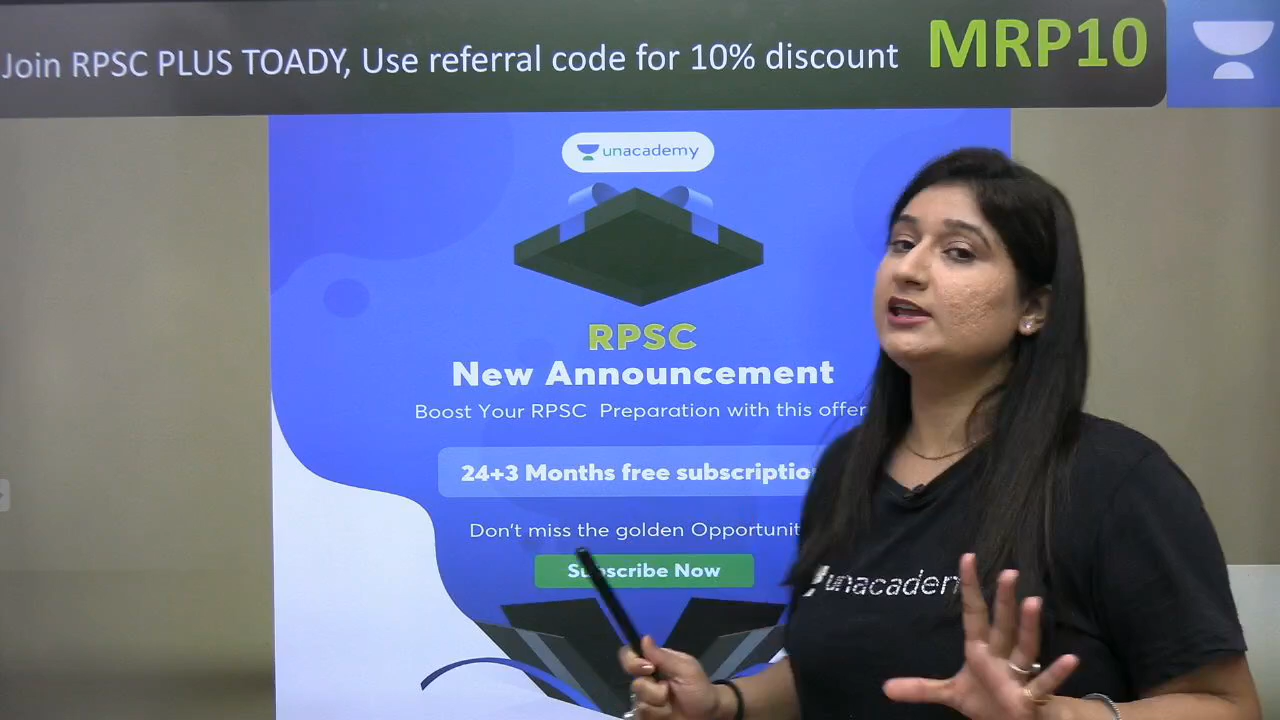 Join RPSC PLUS TOADY, Use referral code for 10% discount MRP10
unacademy
RPSC
New Announcement
Boost Your RPSC Preparation with this offer
24+3 Months free subscriptio
Don't miss the golden Opportunit
Subscribe Now
unacadem